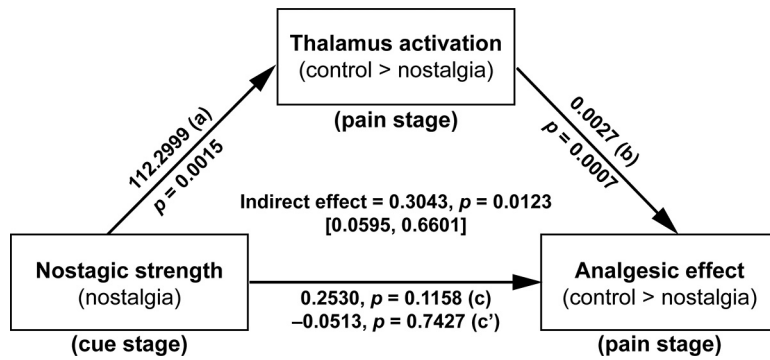 Thalamus activation
(control > nostalgia)
(pain stage)
112.2999 (a)
p = 0.0015
0.0027 (b)
p = 0.0007
Indirect effect = 0.3043, p = 0.0123
[0.0595, 0.6601]
Nostagic strength
(nostalgia)
(cue stage)
0.2530, p = 0.1158 (c)
–0.0513, p = 0.7427 (c’)
Analgesic effect
(control > nostalgia)
(pain stage)